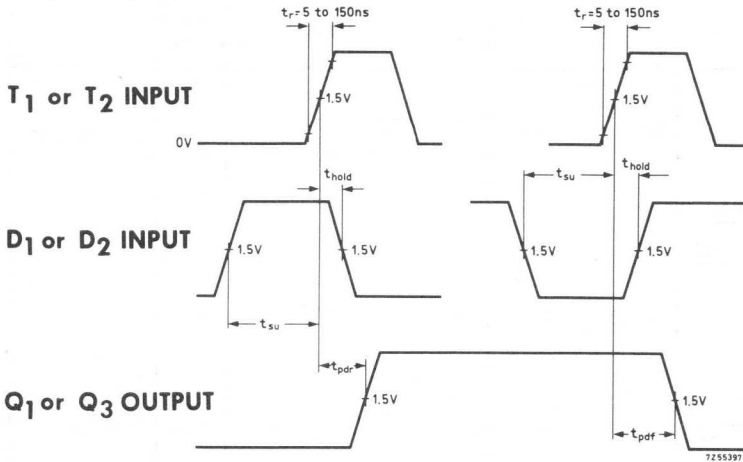 tr=5 to 150ns
tr=5 to 150ns
T1 or T2 INPUT
1.5V
1.5V
0V
thold
tsu
thold
D1 or D2 INPUT
1.5V
1.5V
1.5V
1.5V
tsu
tpdr
Q1 or Q3 OUTPUT
1.5V
1.5V
tpdf
7Z55397